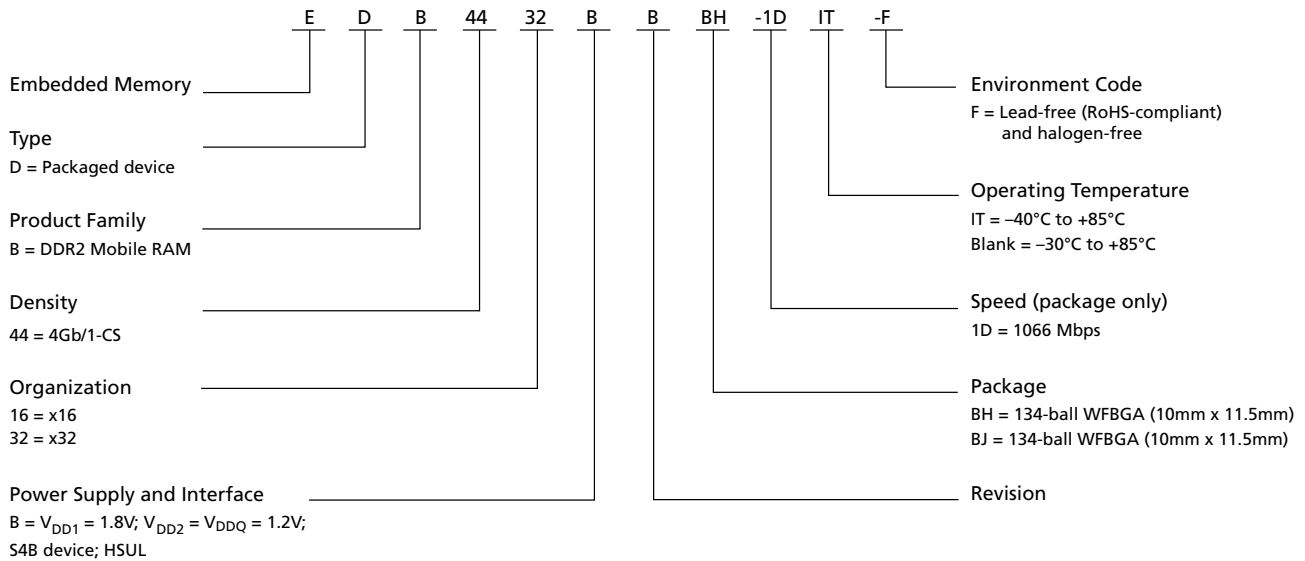 E D B 44 32 B B BH -1D IT -F
Embedded Memory
Type
D = Packaged device
Product Family
B = DDR2 Mobile RAM
Density
44 = 4Gb/1-CS
Organization
16 = x16
32 = x32
Power Supply and Interface
B = VDD1 = 1.8V; VDD2 = VDDQ = 1.2V;
S4B device; HSUL
Environment Code
F = Lead-free (RoHS-compliant)
and halogen-free
Operating Temperature
IT = –40°C to +85°C
Blank = –30°C to +85°C
Speed (package only)
1D = 1066 Mbps
Package
BH = 134-ball WFBGA (10mm x 11.5mm)
BJ = 134-ball WFBGA (10mm x 11.5mm)
Revision